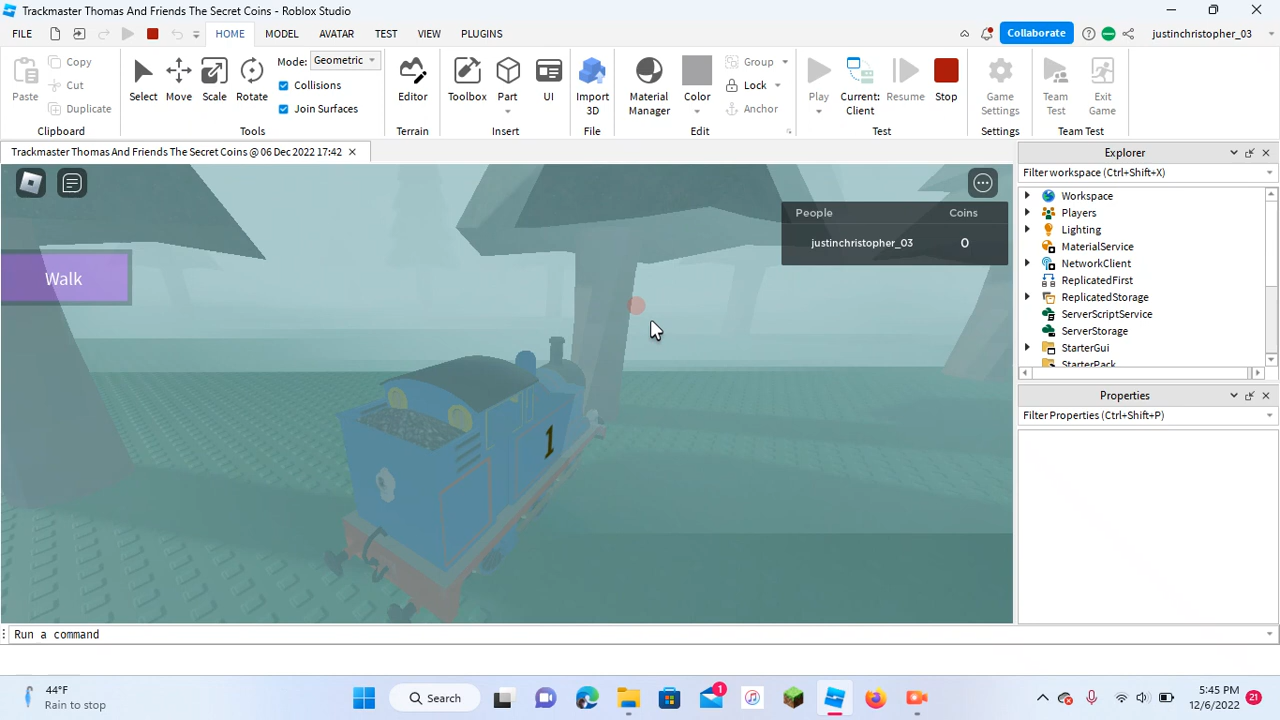 Trackmaster Thomas And Friends The Secret Coins - Roblox Studio
FILE HOME MODEL AVATAR TEST VIEW PLUGINS Collaborate justinchristopher_03
Paste Copy Cut Duplicate Clipboard
Select Move Scale Rotate Mode: Geometric Collisions Join Surfaces Tools
Editor Terrain
Toolbox Part UI Insert
Import 3D File
Material Manager Color Group Lock Anchor Edit
Play Current: Client Resume Stop Test
Game Settings Settings
Team Test Exit Game Team Test
Trackmaster Thomas And Friends The Secret Coins @ 06 Dec 2022 17:42
People Coins
justinchristopher_03 0
Walk
1
Explorer
Filter workspace (Ctrl+Shift+X)
Workspace
Players
Lighting
MaterialService
NetworkClient
ReplicatedFirst
ReplicatedStorage
ServerScriptService
ServerStorage
StarterGui
StarterPack
Properties
Filter Properties (Ctrl+Shift+P)
Run a command
44°F
Rain to stop
Search
1
5:45 PM
12/6/2022
21